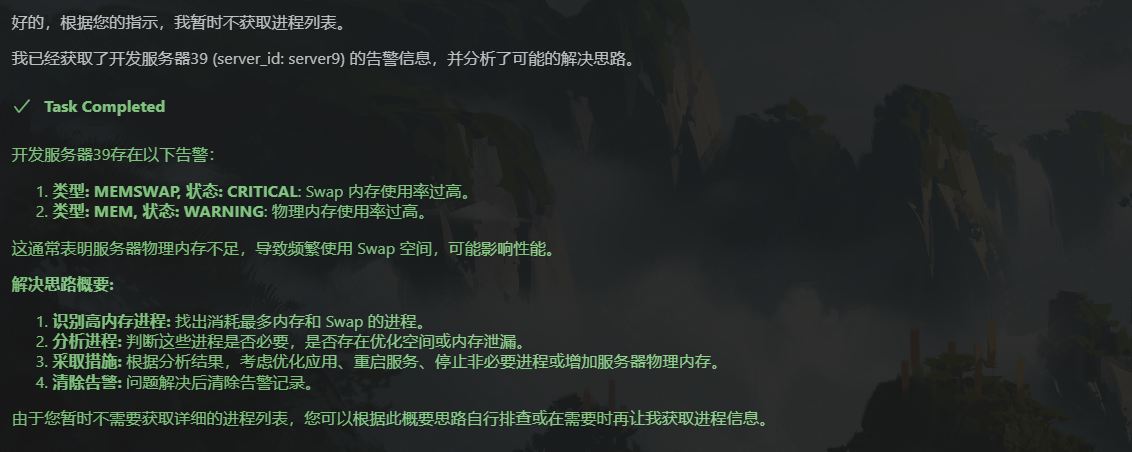 好的，根据您的指示，我暂时不获取进程列表。
我已经获取了开发服务器39 (server_id: server9) 的告警信息，并分析了可能的解决思路。
✓ Task Completed
开发服务器39存在以下告警：
1. 类型: MEMSWAP, 状态: CRITICAL: Swap 内存使用率过高。
2. 类型: MEM, 状态: WARNING: 物理内存使用率过高。
这通常表明服务器物理内存不足，导致频繁使用 Swap 空间，可能影响性能。
解决思路概要:
1. 识别高内存进程: 找出消耗最多内存和 Swap 的进程。
2. 分析进程: 判断这些进程是否必要，是否存在优化空间或内存泄漏。
3. 采取措施: 根据分析结果，考虑优化应用、重启服务、停止非必要进程或增加服务器物理内存。
4. 清除告警: 问题解决后清除告警记录。
由于您暂时不需要获取详细的进程列表，您可以根据此概要思路自行排查或在需要时再让我获取进程信息。